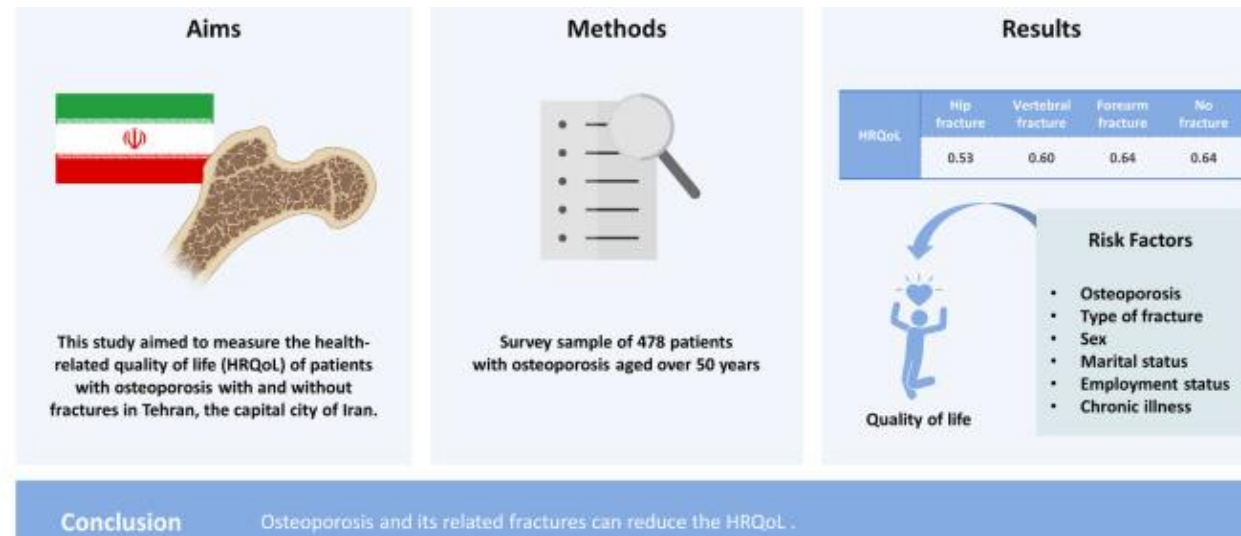 Aims
This study aimed to measure the health-
related quality of life (HRQoL) of patients
with osteoporosis with and without
fractures in Tehran, the capital city of Iran.
Methods
Survey sample of 478 patients
with osteoporosis aged over 50 years
Results
HRQoL
Hip fracture
Vertebral fracture
Forearm fracture
No fracture
0.53 0.60 0.64 0.64
Risk Factors
• Osteoporosis
• Type of fracture
• Sex
• Marital status
• Employment status
• Chronic illness
Quality of life
Conclusion Osteoporosis and its related fractures can reduce the HRQoL .